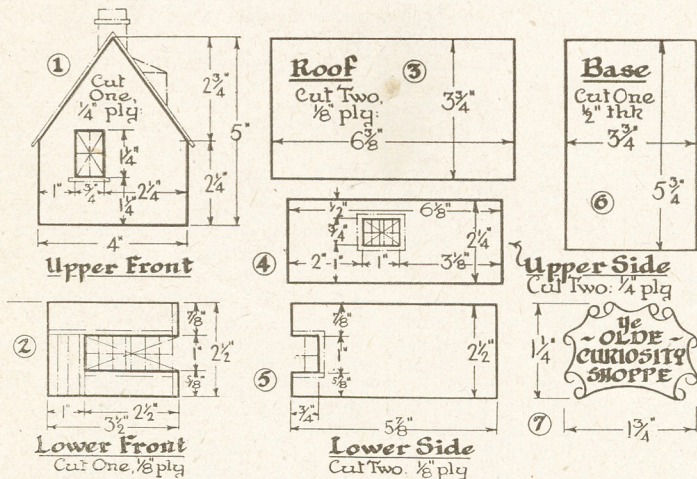 ①
Cut
One,
¼" ply:
2¾"
5"
1¼"
2¼"
1" ¾" 2¼"
1¼"
4"
Upper Front
Roof ③
Cut Two,
⅛" ply:
3¾"
6⅜"
Base
Cut One
½" thk
3¾"
⑥
5¾"
④
½" 6⅛"
¾"
2¼"
2" 1" 1" 3⅛"
Upper Side
Cut Two: ¼" ply
②
⅞"
1"
⅝"
2½"
1" 2½"
3½"
Lower Front
Cut One, ⅛" ply
⑤
⅞"
1"
⅝"
2½"
¾"
5⅞"
Lower Side
Cut Two. ⅛" ply
1¼"
Ye
~ OLDE ~
CURIOSITY
SHOPPE
⑦
1¾"